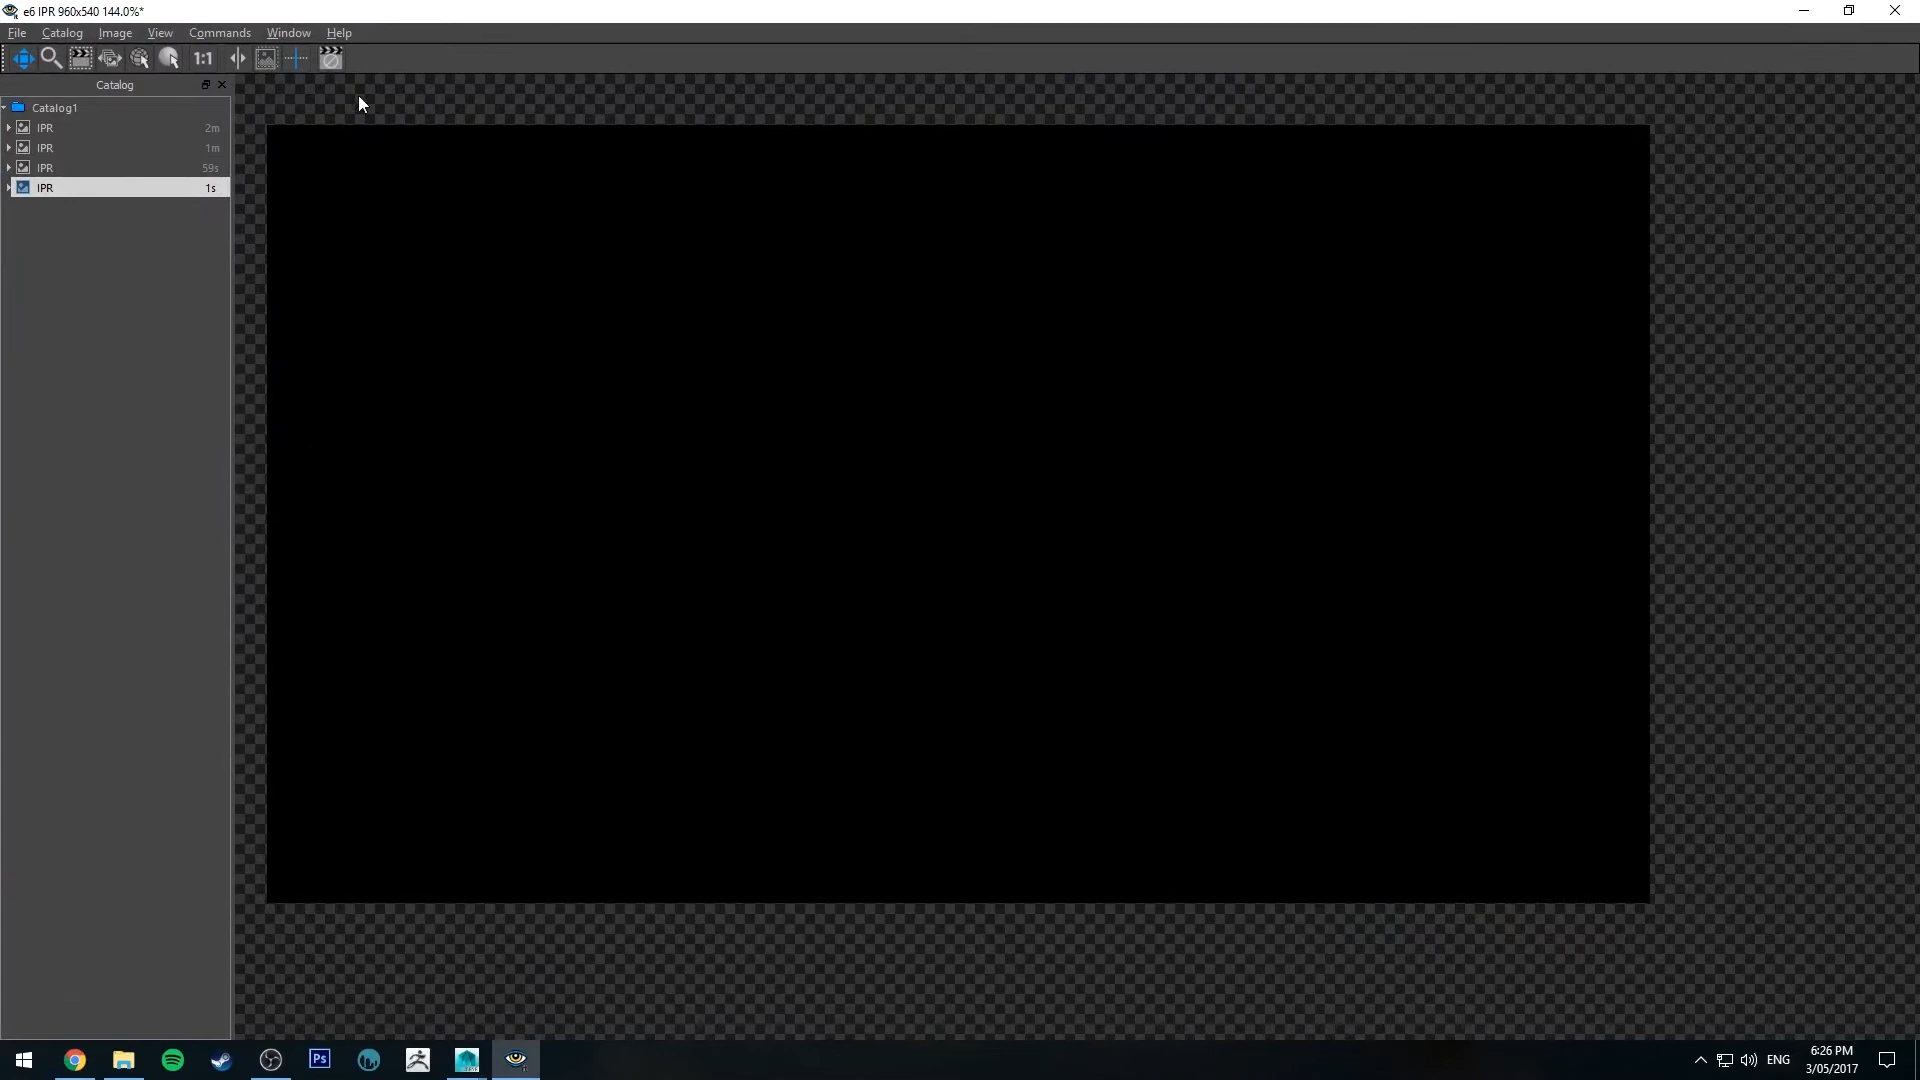 e6 IPR 960x540 144.0%*
File Catalog Image View Commands Window Help
1:1
Catalog
Catalog1
IPR 2m
IPR 1m
IPR 59s
IPR 1s
Ps
ENG
6:26 PM
3/05/2017